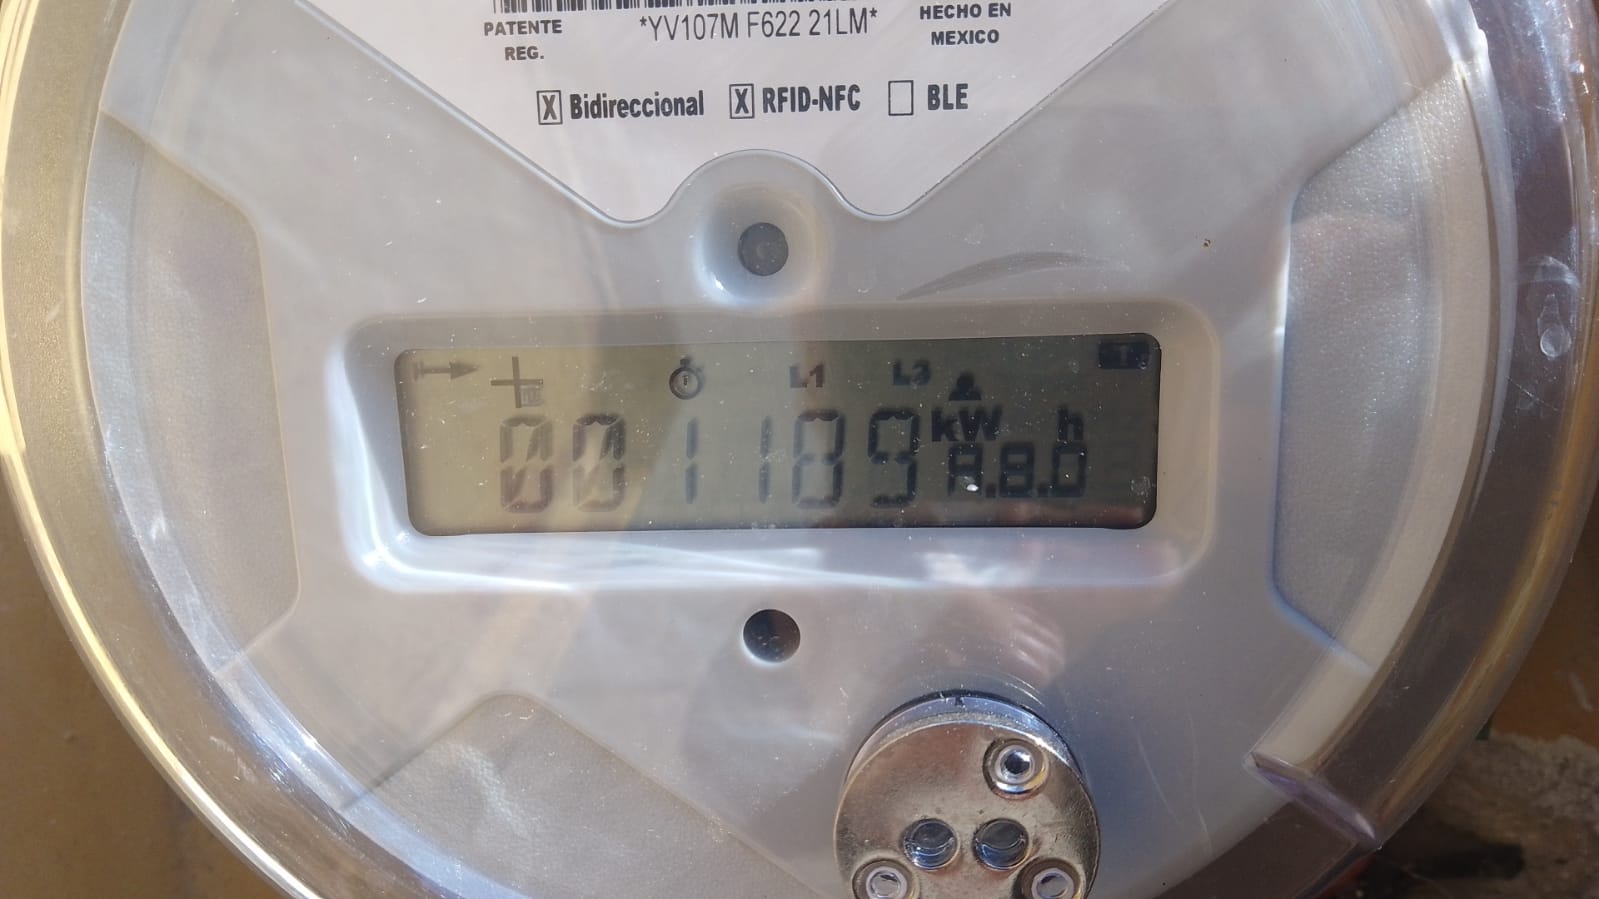 PATENTE
REG.
*YV107M F622 21LM*
HECHO EN
MEXICO
X Bidireccional X RFID-NFC BLE
L1 L3
001189 kW h
8.0